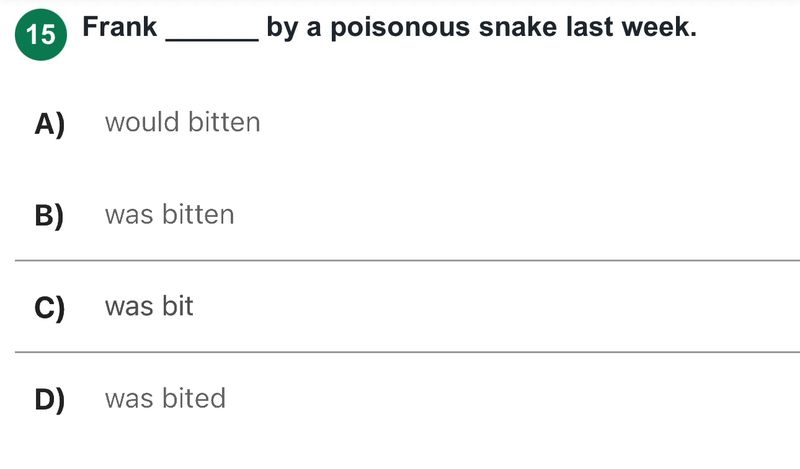 15 Frank ______ by a poisonous snake last week.
A) would bitten
B) was bitten
C) was bit
D) was bited